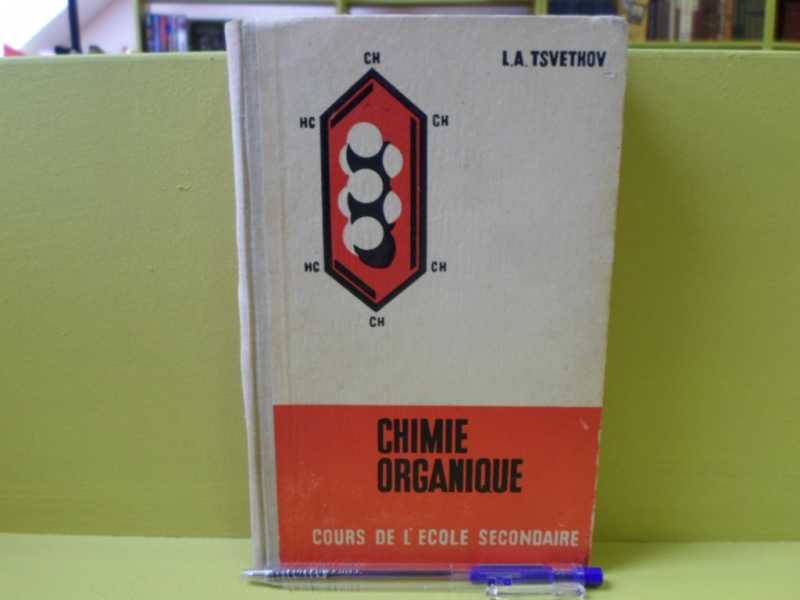 L.A. TSVETKOV
CH
HC CH
HC CH
CH
CHIMIE
ORGANIQUE
COURS DE L'ECOLE SECONDAIRE